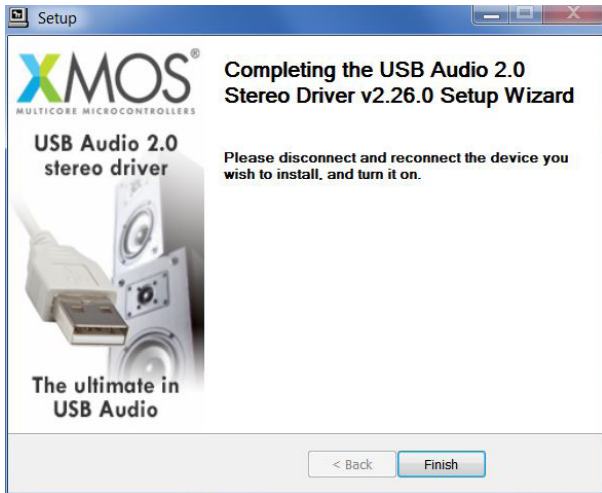 Setup
XMOS®
MULTICORE MICROCONTROLLERS
USB Audio 2.0
stereo driver
The ultimate in
USB Audio
Completing the USB Audio 2.0
Stereo Driver v2.26.0 Setup Wizard
Please disconnect and reconnect the device you
wish to install, and turn it on.
< Back
Finish